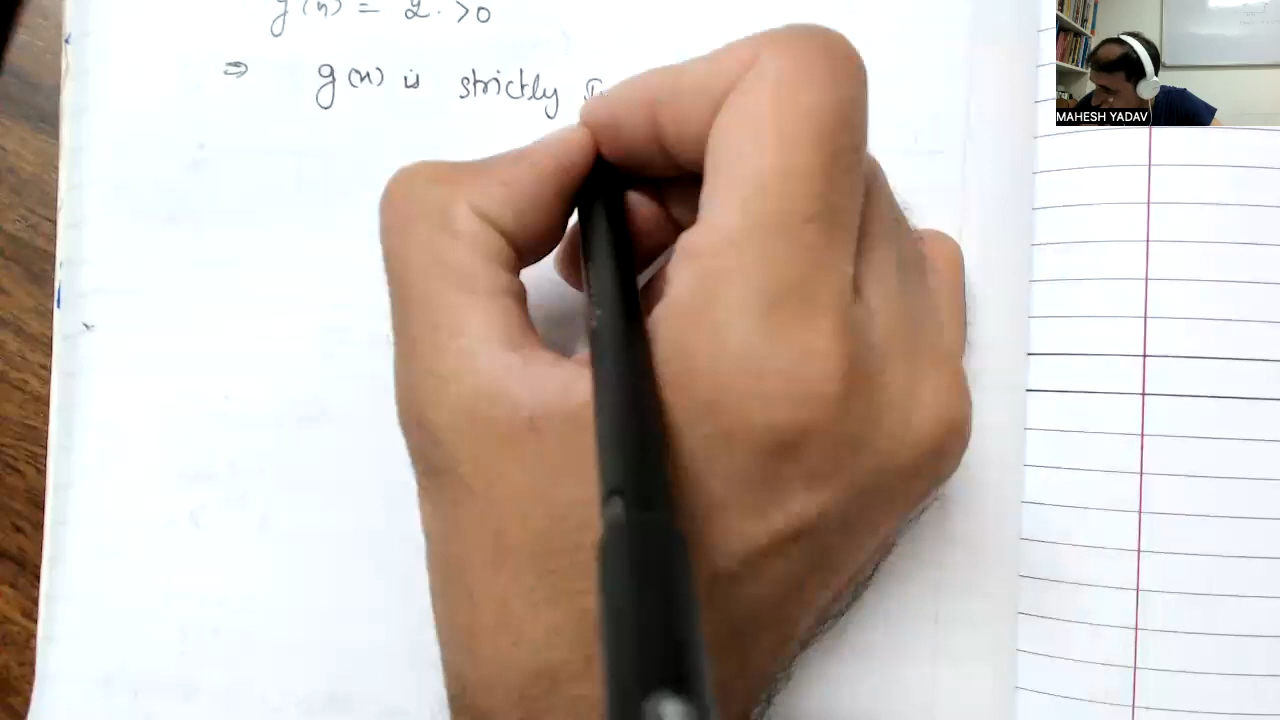 g'(x) = 2 . >0
⇒ g(x) is strictly
MAHESH YADAV